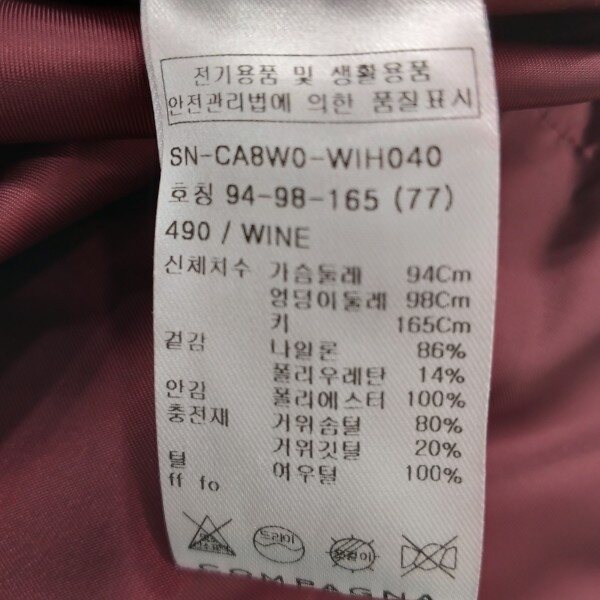 전기용품 및 생활용품
안전관리법에 의한 품질표시
SN-CA8W0-WIH040
호칭 94-98-165 (77)
490 / WINE
신체치수 가슴둘레 94Cm
엉덩이둘레 98Cm
키 165Cm
겉감 나일론 86%
폴리우레탄 14%
안감 폴리에스터 100%
충전재 거위솜털 80%
거위깃털 20%
털 여우털 100%
ff fo
드라이
COMPAGNA